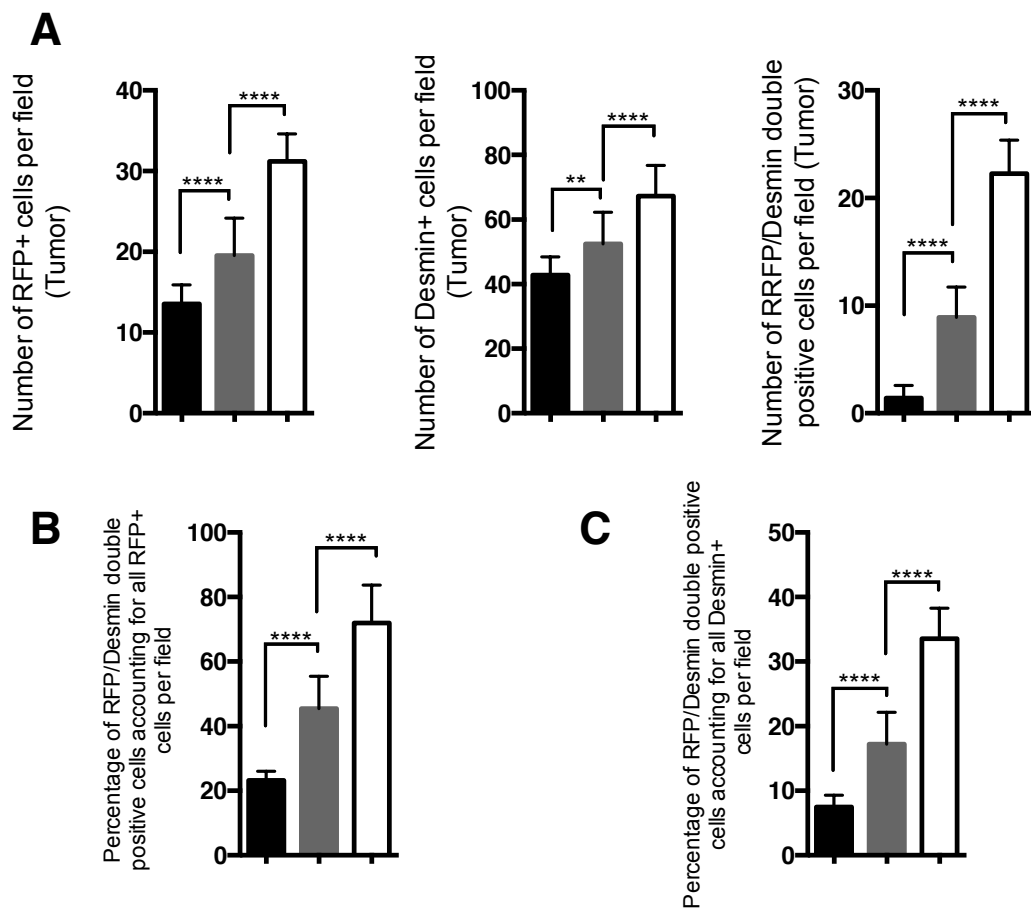 A
Number of RFP+ cells per field
(Tumor)
40
30
20
10
0
****
****
Number of Desmin+ cells per field
(Tumor)
100
80
60
40
20
0
**
****
Number of RRFP/Desmin double
positive cells per field (Tumor)
30
20
10
0
****
****
B
Percentage of RFP/Desmin double
positive cells accounting for all RFP+
cells per field
100
80
60
40
20
0
****
****
C
Percentage of RFP/Desmin double positive
cells accounting for all Desmin+
cells per field
50
40
30
20
10
0
****
****